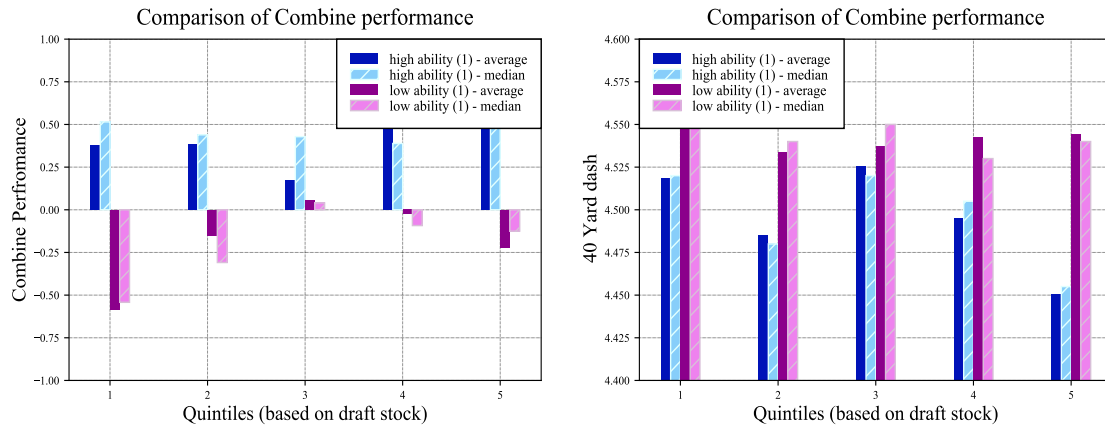 Comparison of Combine performance
1.00
0.75
0.50
0.25
0.00
−0.25
−0.50
−0.75
−1.00
Combine Perfromance
high ability (1) - average
high ability (1) - median
low ability (1) - average
low ability (1) - median
1
2
3
4
5
Quintiles (based on draft stock)
Comparison of Combine performance
4.600
4.575
4.550
4.525
4.500
4.475
4.450
4.425
4.400
40 Yard dash
high ability (1) - average
high ability (1) - median
low ability (1) - average
low ability (1) - median
1
2
3
4
5
Quintiles (based on draft stock)